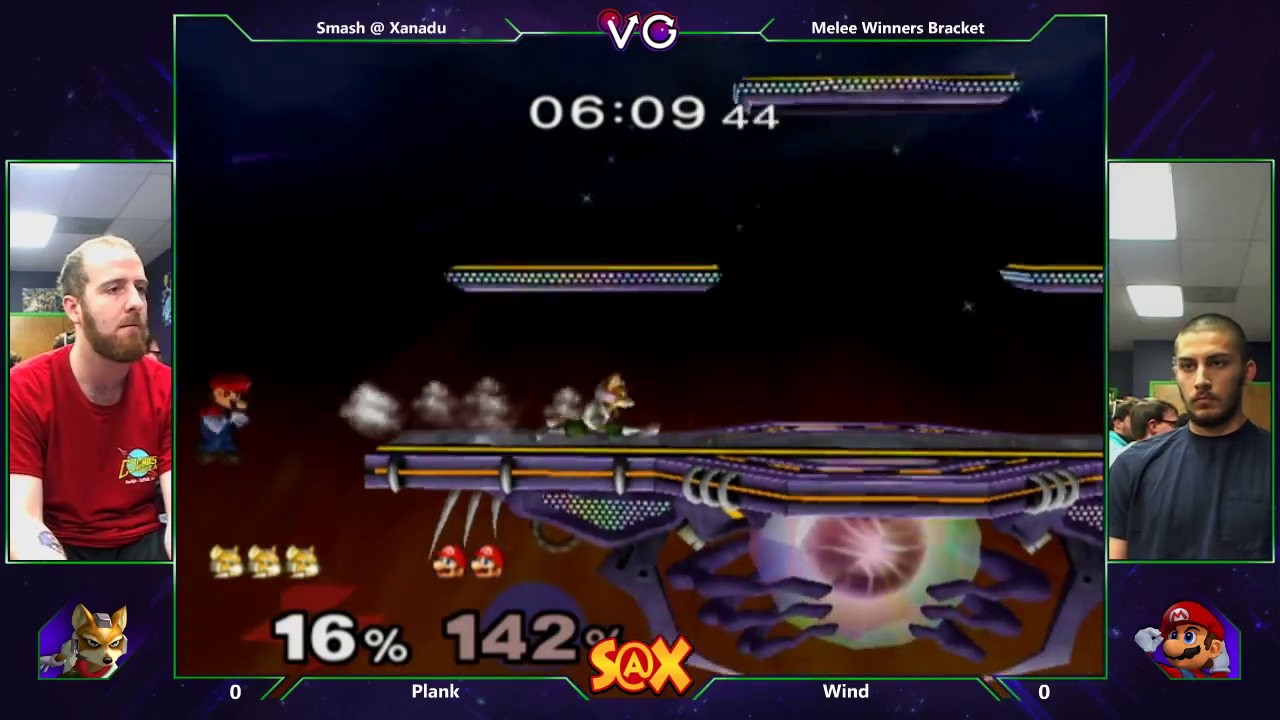 Smash @ Xanadu
VG
Melee Winners Bracket
06:09 44
16%
142%
S@X
0
Plank
Wind
0